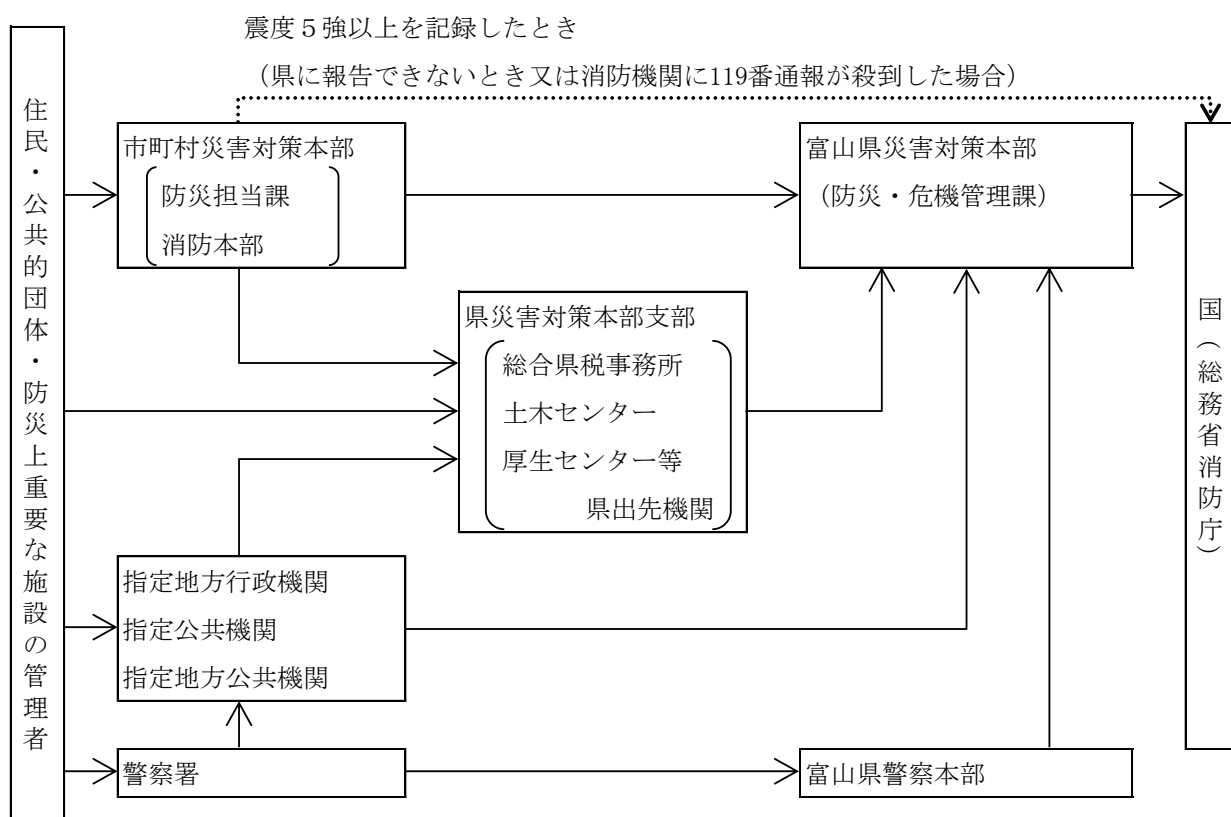 震度５強以上を記録したとき
（県に報告できないとき又は消防機関に119番通報が殺到した場合）
住民・公共的団体・防災上重要な施設の管理者
市町村災害対策本部
防災担当課
消防本部
富山県災害対策本部
（防災・危機管理課）
国（総務省消防庁）
県災害対策本部支部
総合県税事務所
土木センター
厚生センター等
県出先機関
指定地方行政機関
指定公共機関
指定地方公共機関
警察署
富山県警察本部